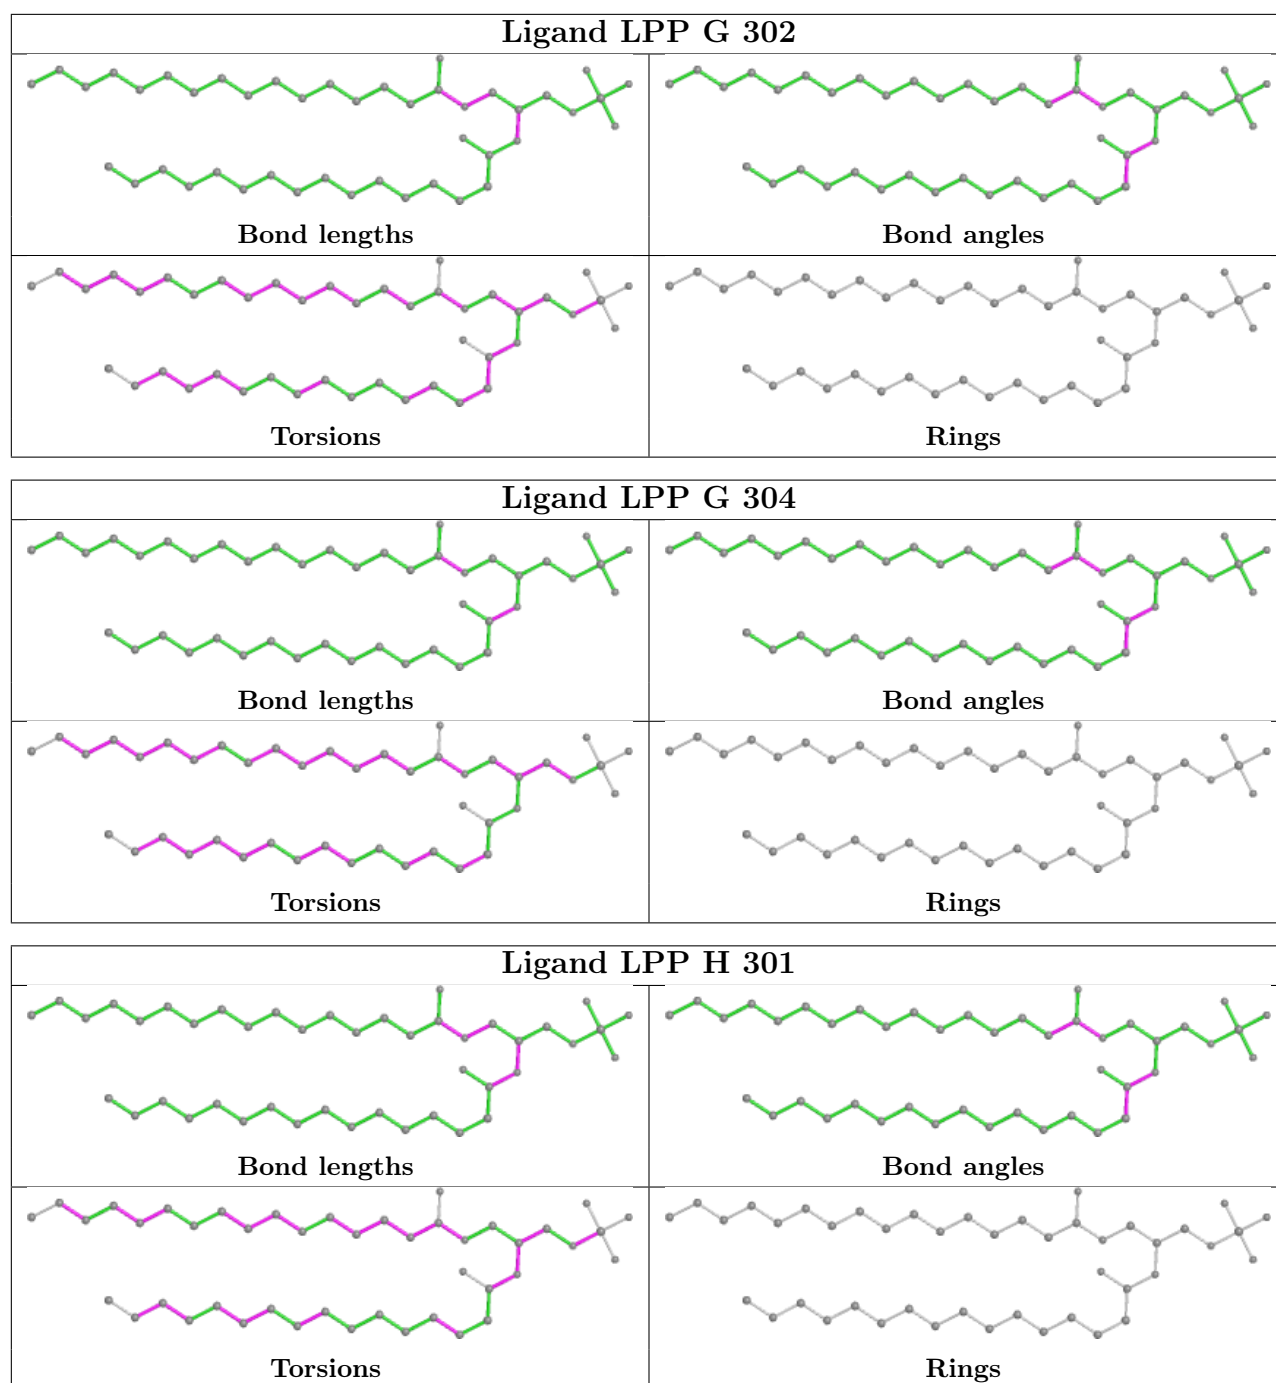 Ligand LPP G 302
Bond lengths
Bond angles
Torsions
Rings
Ligand LPP G 304
Bond lengths
Bond angles
Torsions
Rings
Ligand LPP H 301
Bond lengths
Bond angles
Torsions
Rings